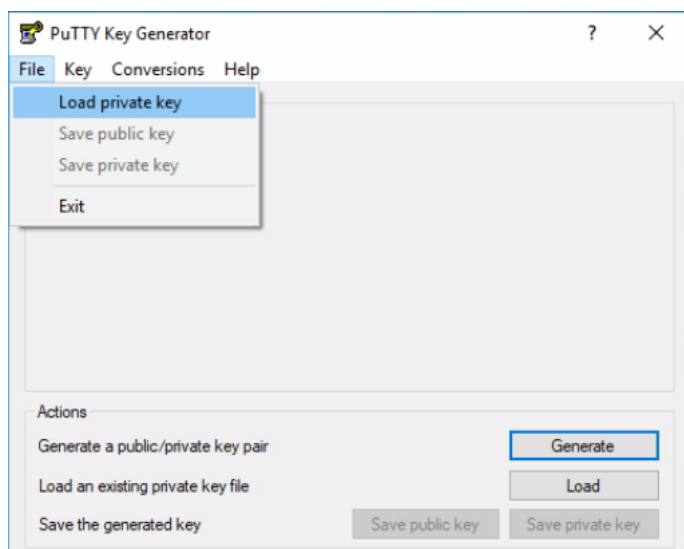 PuTTY Key Generator ? ✕
File Key Conversions Help
Load private key
Save public key
Save private key
Exit
Actions
Generate a public/private key pair Generate
Load an existing private key file Load
Save the generated key Save public key Save private key